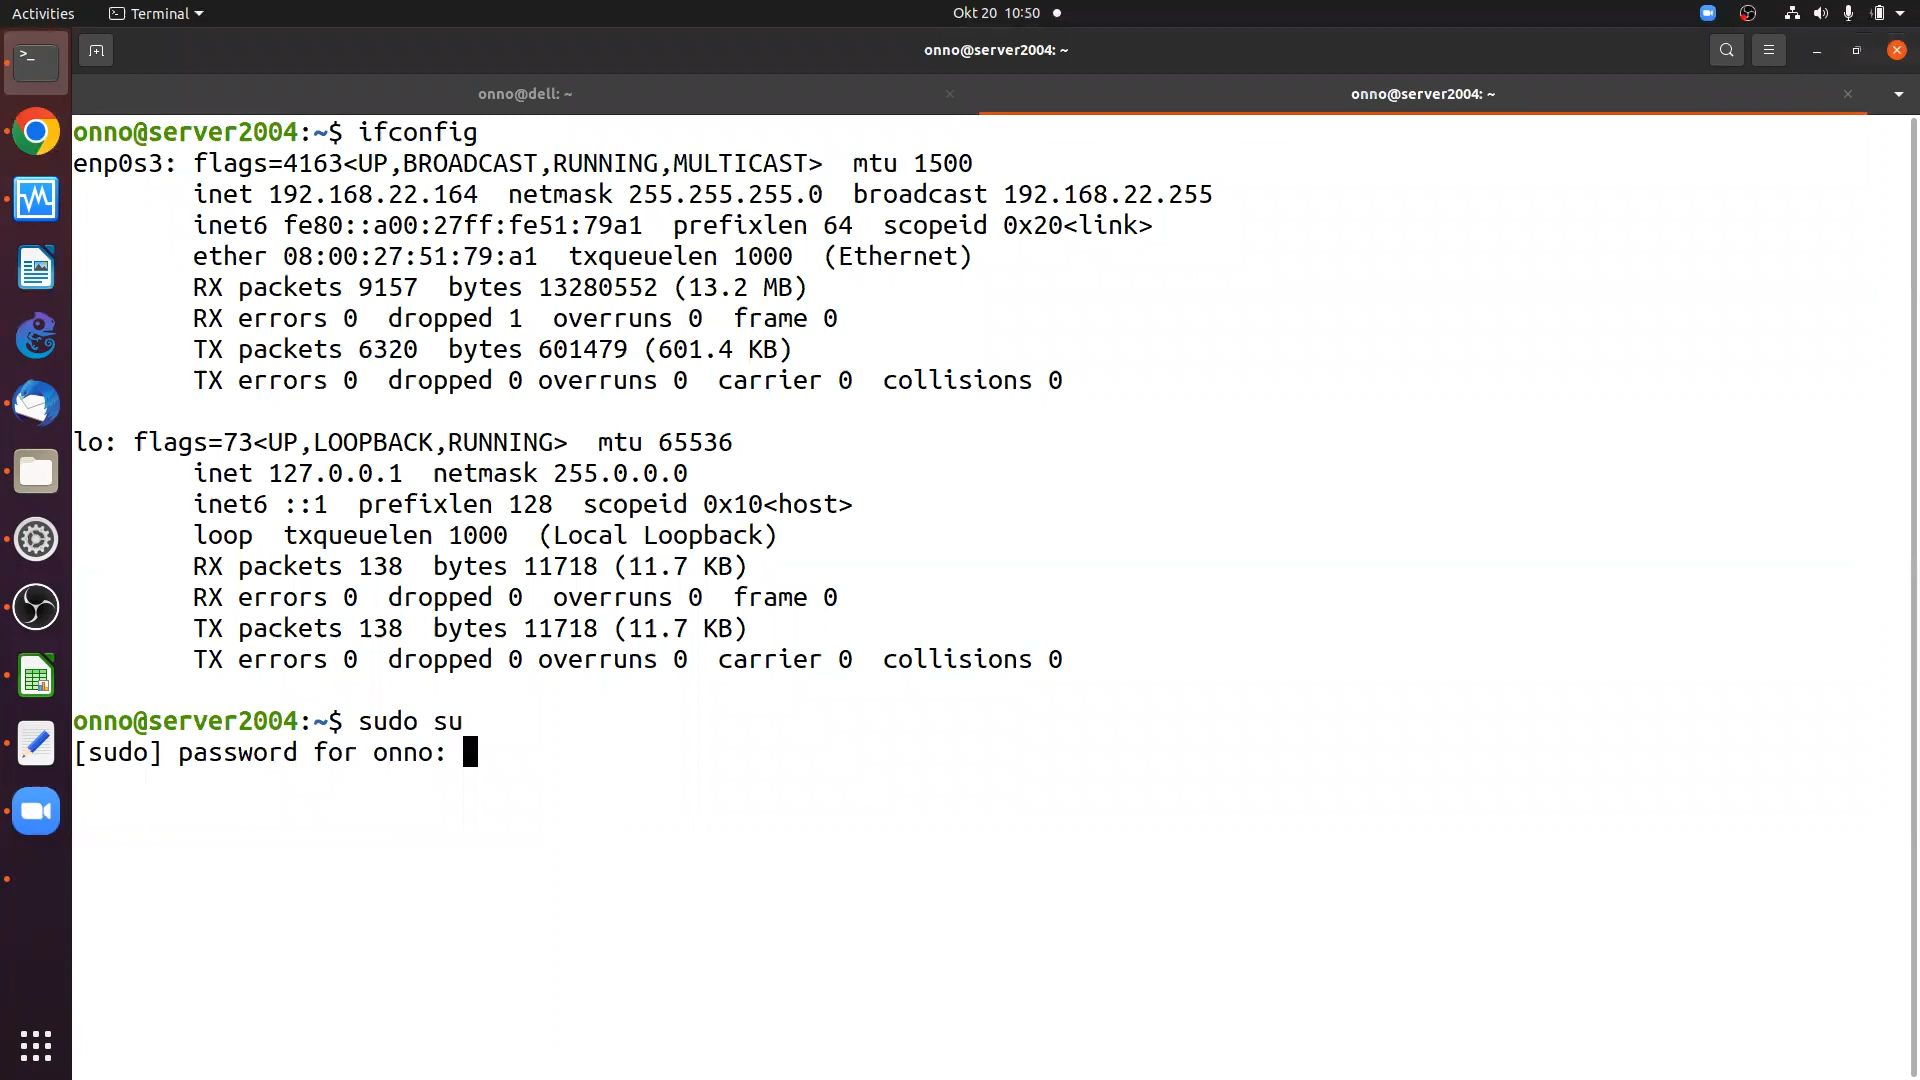 Activities
Terminal
Okt 20 10:50
onno@server2004: ~
onno@dell: ~
onno@server2004: ~
onno@server2004:~$ ifconfig
enp0s3: flags=4163<UP,BROADCAST,RUNNING,MULTICAST>  mtu 1500
        inet 192.168.22.164  netmask 255.255.255.0  broadcast 192.168.22.255
        inet6 fe80::a00:27ff:fe51:79a1  prefixlen 64  scopeid 0x20<link>
        ether 08:00:27:51:79:a1  txqueuelen 1000  (Ethernet)
        RX packets 9157  bytes 13280552 (13.2 MB)
        RX errors 0  dropped 1  overruns 0  frame 0
        TX packets 6320  bytes 601479 (601.4 KB)
        TX errors 0  dropped 0 overruns 0  carrier 0  collisions 0
lo: flags=73<UP,LOOPBACK,RUNNING>  mtu 65536
        inet 127.0.0.1  netmask 255.0.0.0
        inet6 ::1  prefixlen 128  scopeid 0x10<host>
        loop  txqueuelen 1000  (Local Loopback)
        RX packets 138  bytes 11718 (11.7 KB)
        RX errors 0  dropped 0  overruns 0  frame 0
        TX packets 138  bytes 11718 (11.7 KB)
        TX errors 0  dropped 0 overruns 0  carrier 0  collisions 0
onno@server2004:~$ sudo su
[sudo] password for onno: